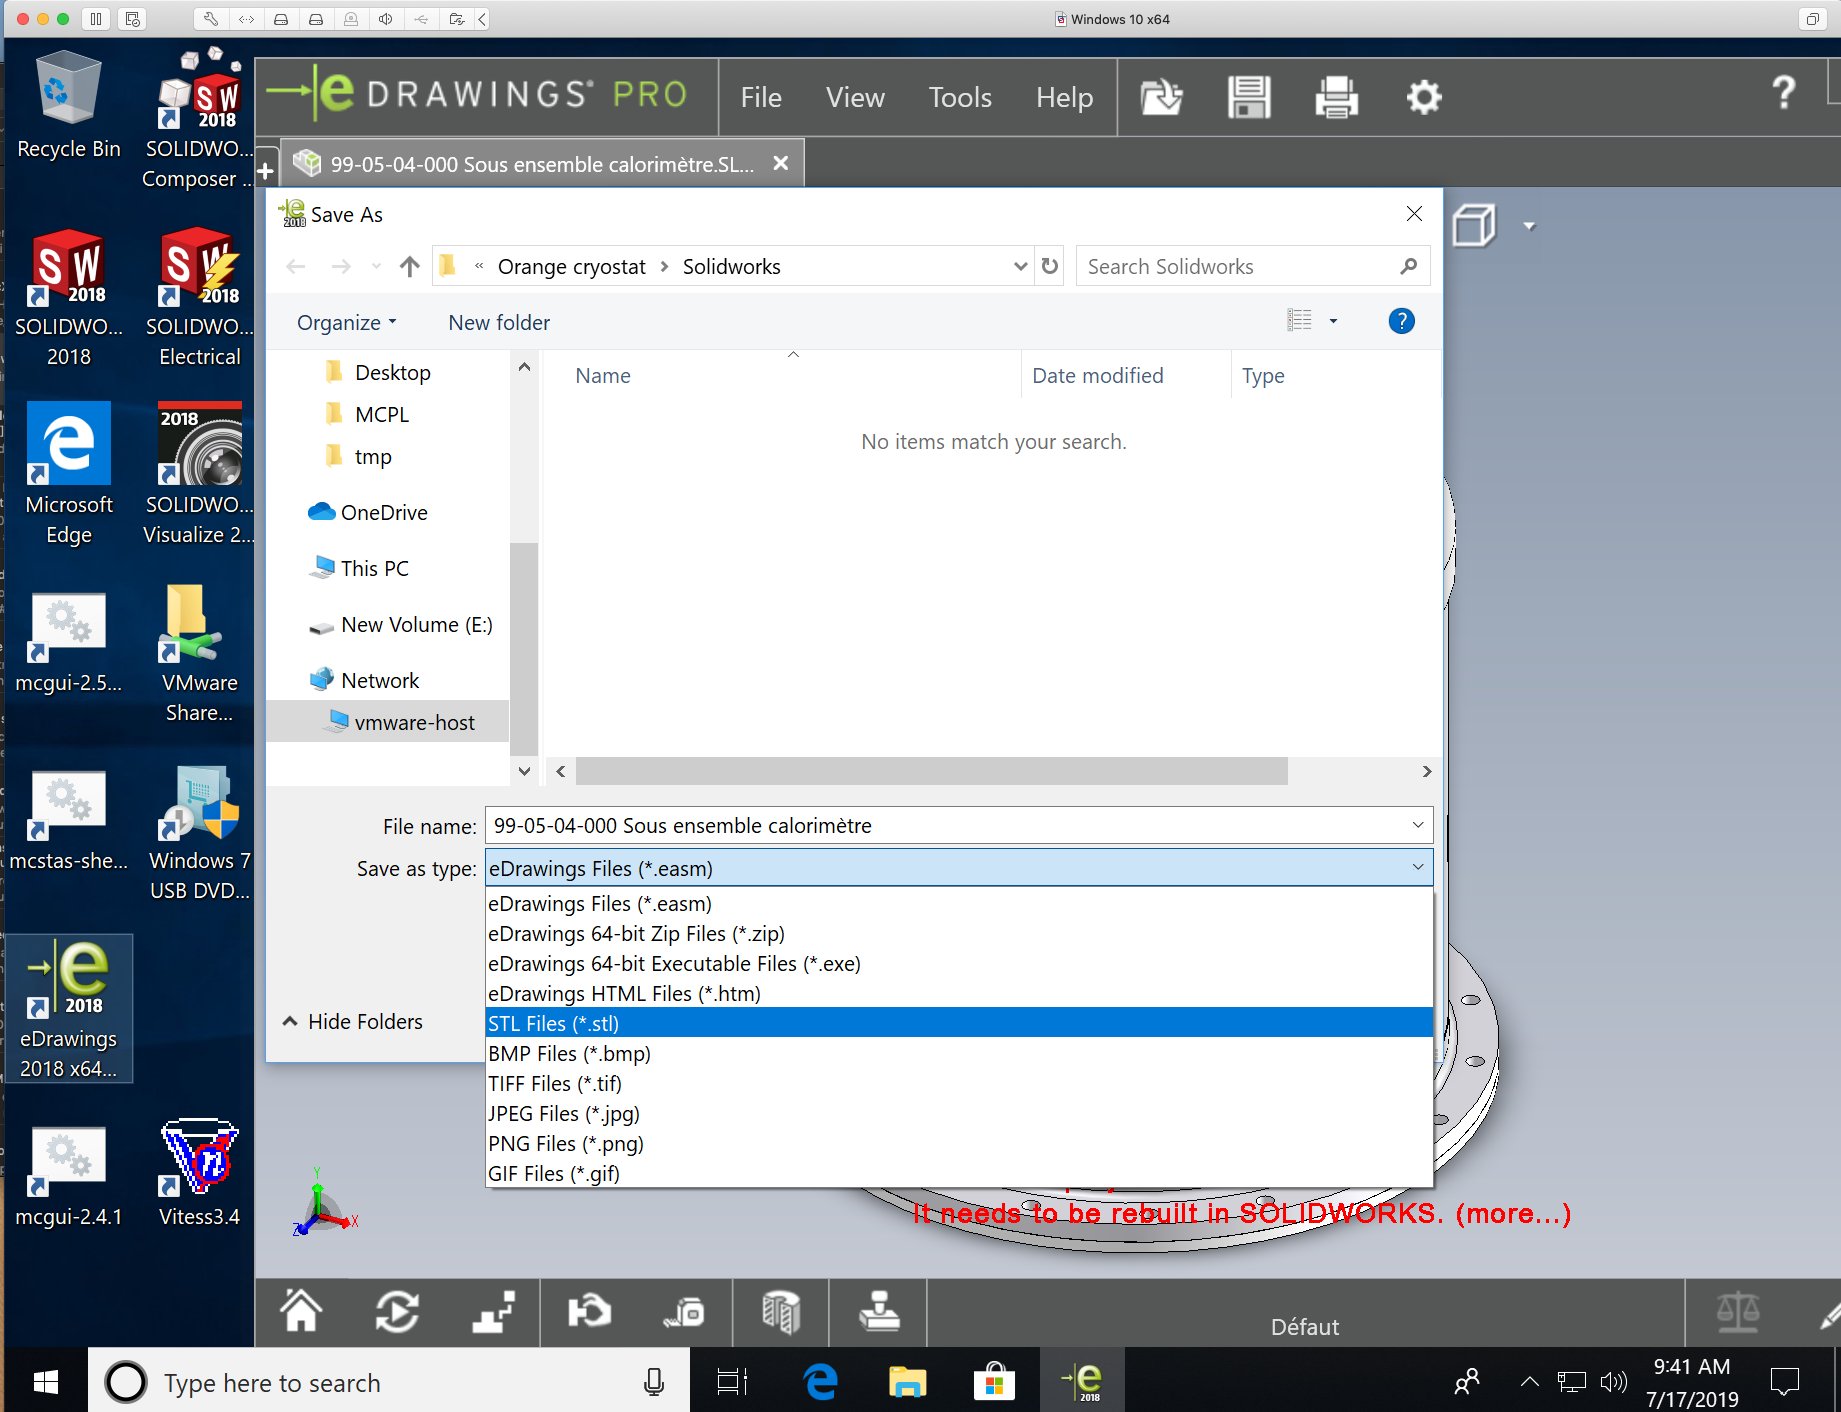 Windows 10 x64
Recycle Bin
SW
2018
SOLIDWO...
Composer ...
SW
2018
SOLIDWO...
2018
SW
2018
SOLIDWO...
Electrical
Microsoft
Edge
2018
SOLIDWO...
Visualize 2...
mcgui-2.5...
VMware
Share...
mcstas-she...
Windows 7
USB DVD...
e
2018
eDrawings
2018 x64...
mcgui-2.4.1
Vitess3.4
e DRAWINGS® PRO
File View Tools Help
?
+
99-05-04-000 Sous ensemble calorimètre.SL...
2018
Save As
« Orange cryostat > Solidworks
Search Solidworks
Organize
New folder
?
Desktop
MCPL
tmp
OneDrive
This PC
New Volume (E:)
Network
vmware-host
Name
Date modified
Type
No items match your search.
File name: 99-05-04-000 Sous ensemble calorimètre
Save as type: eDrawings Files (*.easm)
eDrawings Files (*.easm)
eDrawings 64-bit Zip Files (*.zip)
eDrawings 64-bit Executable Files (*.exe)
eDrawings HTML Files (*.htm)
STL Files (*.stl)
BMP Files (*.bmp)
TIFF Files (*.tif)
JPEG Files (*.jpg)
PNG Files (*.png)
GIF Files (*.gif)
Hide Folders
Y
X
Z
It needs to be rebuilt in SOLIDWORKS. (more...)
Défaut
Type here to search
e
2018
9:41 AM
7/17/2019